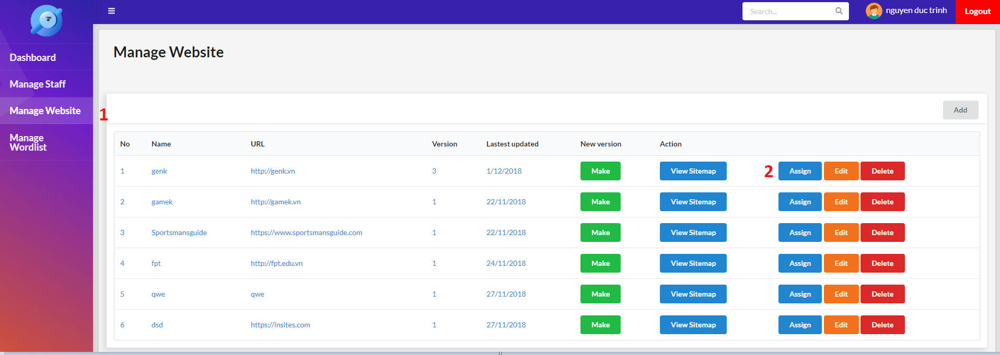 Search...
nguyen duc trinh
Logout
Dashboard
Manage Staff
Manage Website
Manage
Wordlist
Manage Website
1
Add
No Name URL Version Lastest updated New version Action
1 genk http://genk.vn 3 1/12/2018 Make View Sitemap 2 Assign Edit Delete
2 gamek http://gamek.vn 1 22/11/2018 Make View Sitemap Assign Edit Delete
3 Sportsmansguide https://www.sportsmansguide.com 1 22/11/2018 Make View Sitemap Assign Edit Delete
4 fpt http://fpt.edu.vn 1 24/11/2018 Make View Sitemap Assign Edit Delete
5 qwe qwe 1 27/11/2018 Make View Sitemap Assign Edit Delete
6 dsd https://insites.com 1 27/11/2018 Make View Sitemap Assign Edit Delete